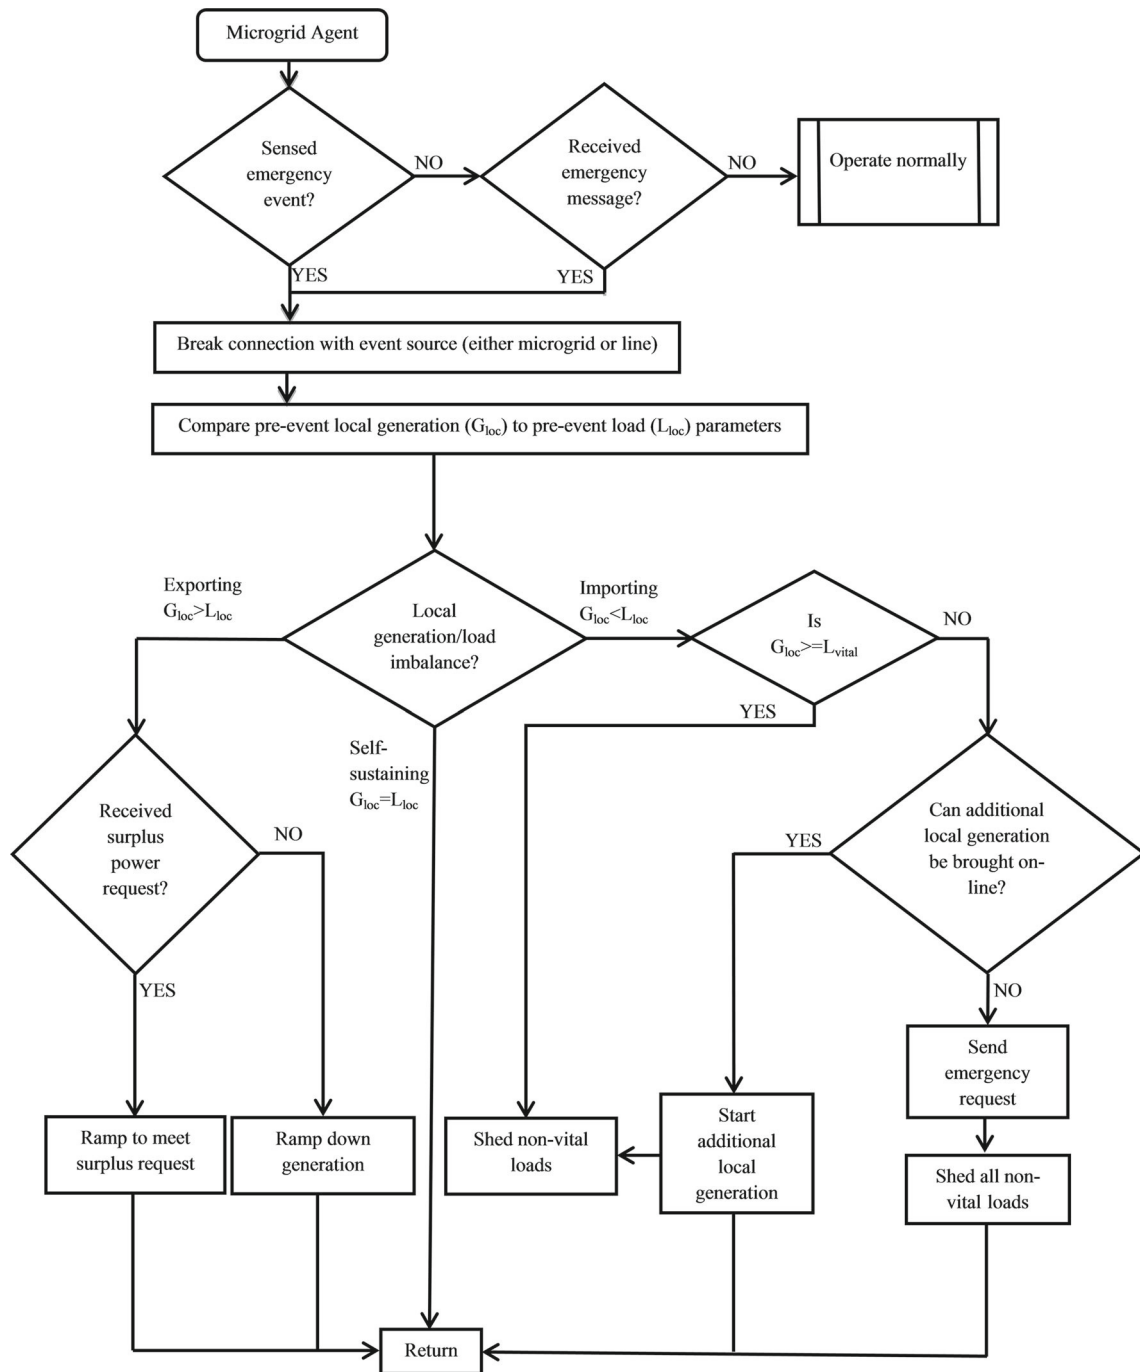 Microgrid Agent
Sensed
emergency
event?
NO
Received
emergency
message?
NO
Operate normally
YES
YES
Break connection with event source (either microgrid or line)
Compare pre-event local generation (Gloc) to pre-event load (Lloc) parameters
Exporting
Gloc>Lloc
Local
generation/load
imbalance?
Importing
Gloc<Lloc
Is
Gloc>=Lvital
NO
YES
Self-
sustaining
Gloc=Lloc
Received
surplus
power
request?
NO
YES
YES
Can additional
local generation
be brought on-
line?
NO
Ramp to meet
surplus request
Ramp down
generation
Shed non-vital
loads
Start
additional
local
generation
Send
emergency
request
Shed all non-
vital loads
Return